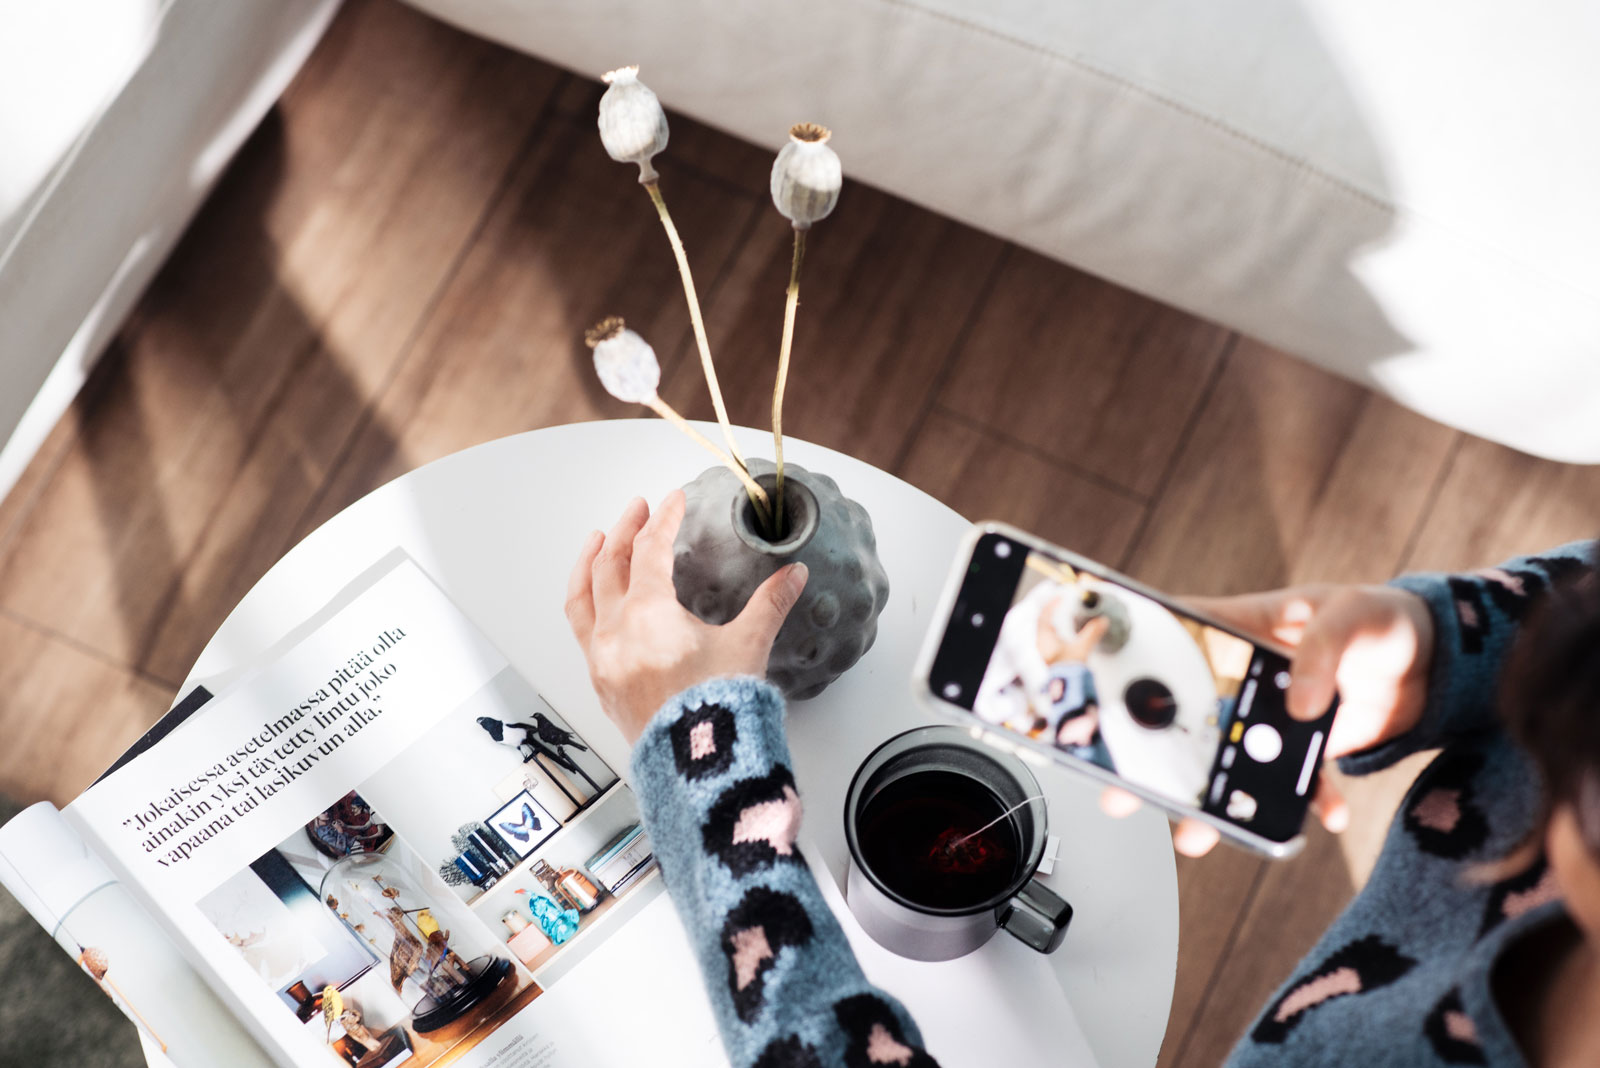 ”Jokaisessa asetelmassa pitää olla
ainakin yksi täytetty lintu joko
vapaana tai lasikuvun alla.”